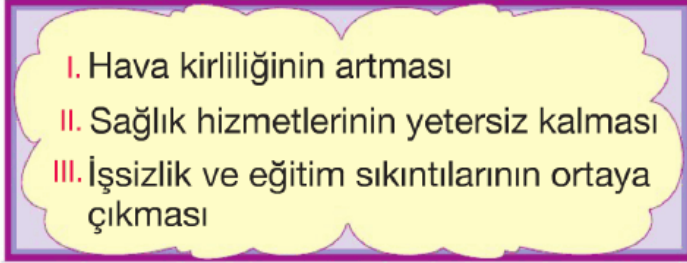 I. Hava kirliliğinin artması
II. Sağlık hizmetlerinin yetersiz kalması
III. İşsizlik ve eğitim sıkıntılarının ortaya
çıkması